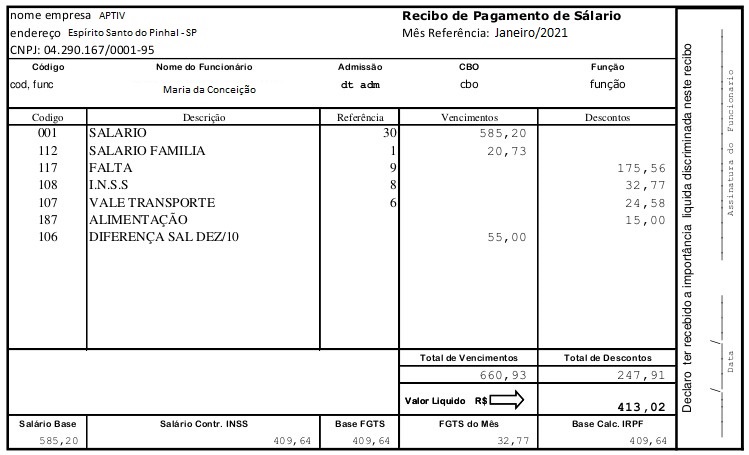 nome empresa APTIV
endereço Espírito Santo do Pinhal - SP
CNPJ: 04.290.167/0001-95
Recibo de Pagamento de Sálario
Mês Referência: Janeiro/2021
Código Nome do Funcionário Admissão CBO Função
cod, func Maria da Conceição dt adm cbo função
Codigo Descrição Referência Vencimentos Descontos
001 SALARIO 30 585,20
112 SALARIO FAMILIA 1 20,73
117 FALTA 9 175,56
108 I.N.S.S 8 32,77
107 VALE TRANSPORTE 6 24,58
187 ALIMENTAÇÃO 15,00
106 DIFERENÇA SAL DEZ/10 55,00
Total de Vencimentos Total de Descontos
660,93 247,91
Valor Liquido R$ 413,02
Salário Base Salário Contr. INSS Base FGTS FGTS do Mês Base Calc. IRPF
585,20 409,64 409,64 32,77 409,64
Declaro ter recebido a importância liquida discriminada neste recibo
___/___/___ Data
Assinatura do Funcionario